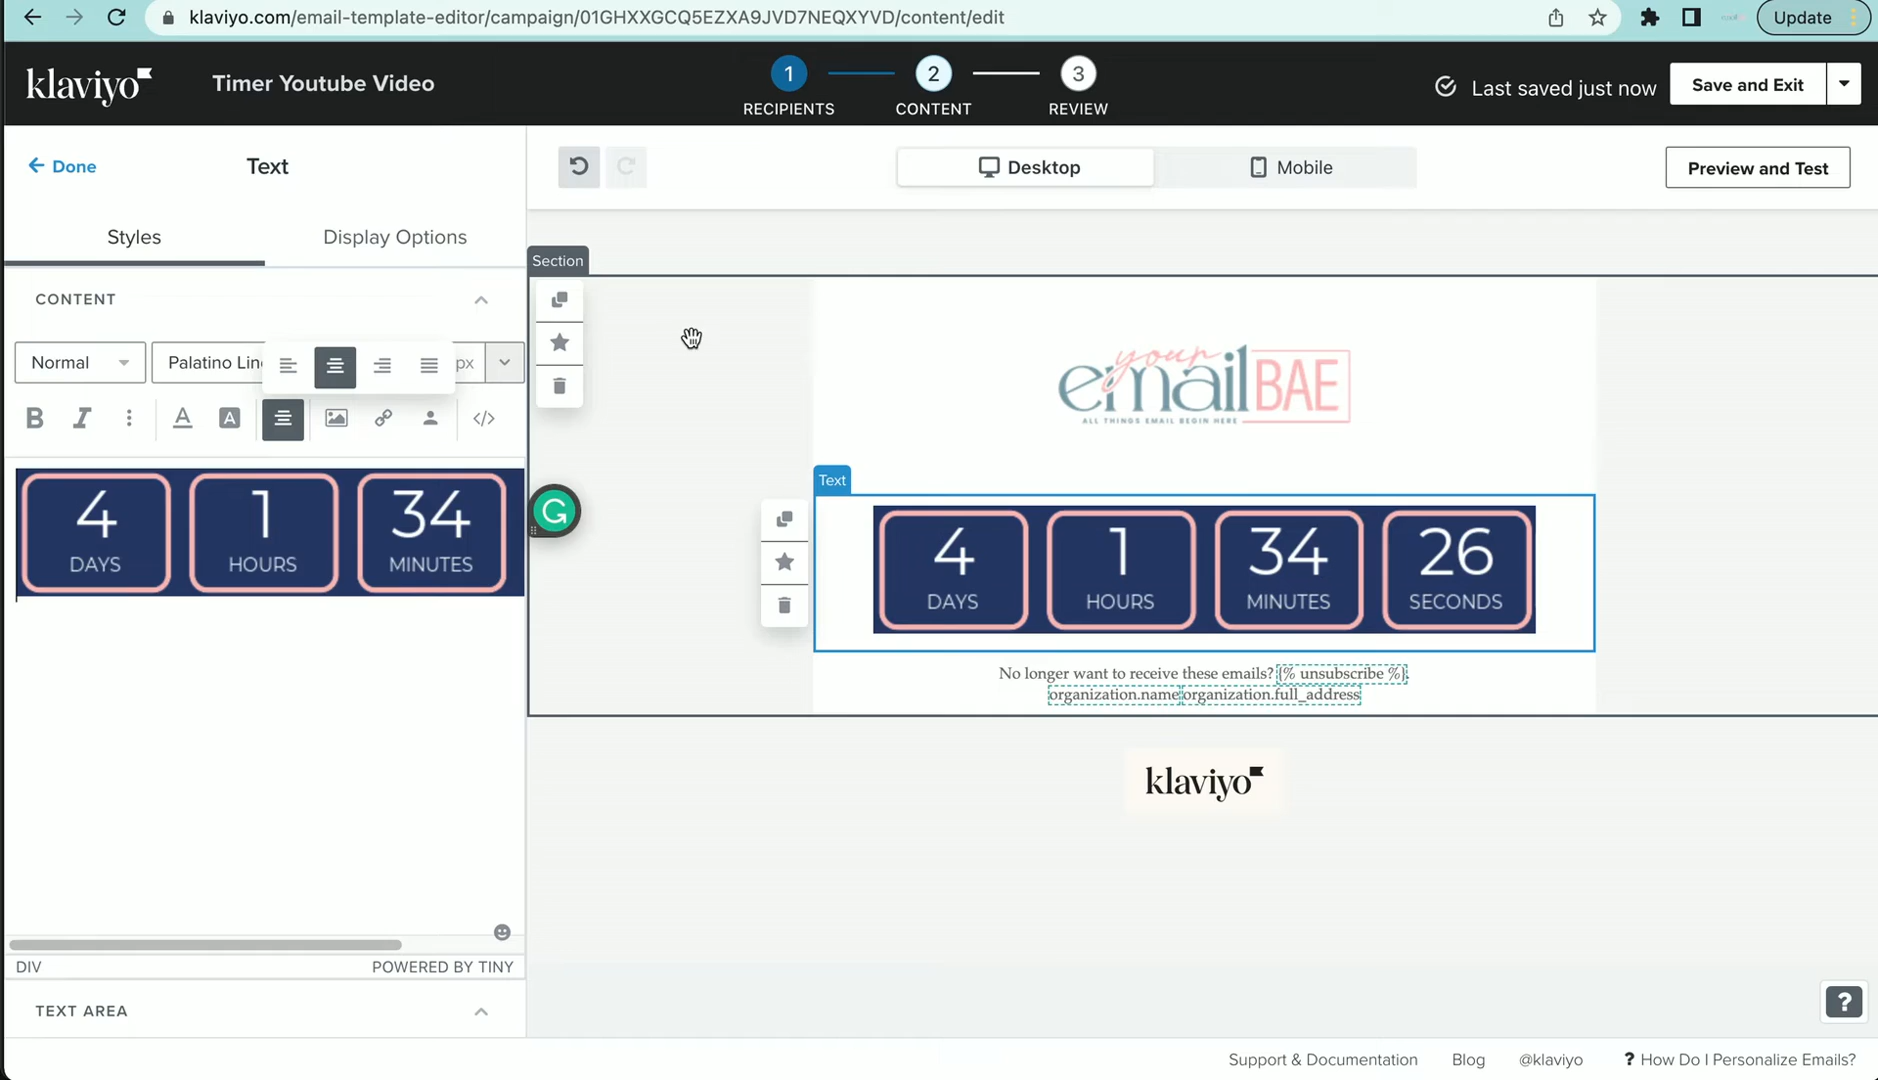 klaviyo.com/email-template-editor/campaign/01GHXXGCQ5EZXA9JVD7NEQXYVD/content/edit
Update
klaviyo
Timer Youtube Video
1
2
3
RECIPIENTS
CONTENT
REVIEW
Last saved just now
Save and Exit
Done
Text
Desktop
Mobile
Preview and Test
Styles
Display Options
Section
CONTENT
Normal
Palatino Lin
px
B
I
A
A
</>
your
emailBAE
ALL THINGS EMAIL BEGIN HERE
4
DAYS
1
HOURS
34
MINUTES
G
Text
4
DAYS
1
HOURS
34
MINUTES
26
SECONDS
No longer want to receive these emails? {% unsubscribe %}.
organization.name organization.full_address
klaviyo
DIV
POWERED BY TINY
TEXT AREA
?
Support & Documentation
Blog
@klaviyo
? How Do I Personalize Emails?